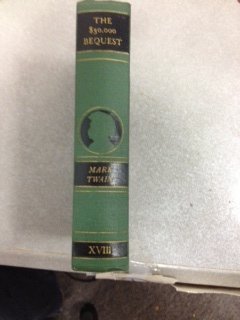 THE
$30,000
BEQUEST
MARK
TWAIN
XVIII